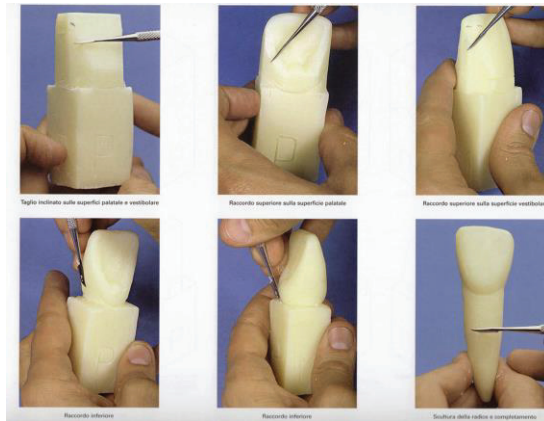 Taglio inclinato sulle superfici palatale e vestibolare
Raccordo superiore sulla superficie palatale
Raccordo superiore sulla superficie vestibolare
Raccordo inferiore
Raccordo inferiore
Scultura della radice e completamento